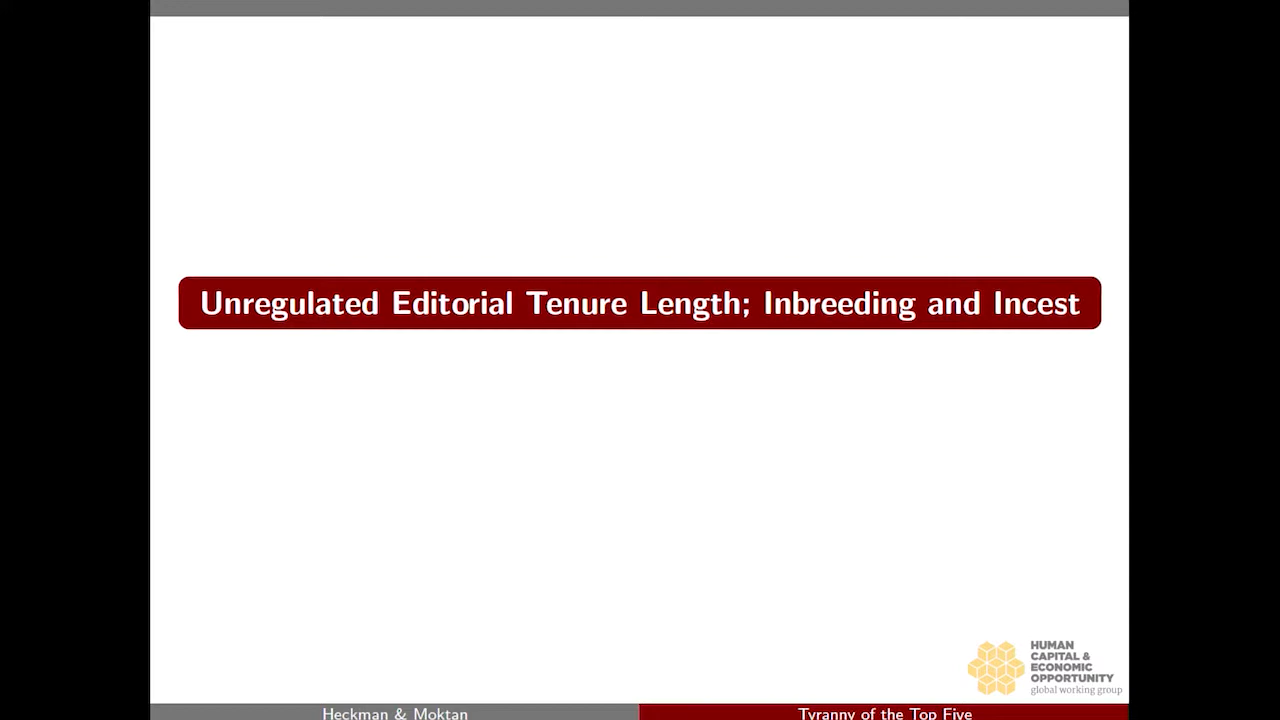 Unregulated Editorial Tenure Length; Inbreeding and Incest
HUMAN
CAPITAL &
ECONOMIC
OPPORTUNITY
global working group
Heckman & Moktan
Tyranny of the Top Five